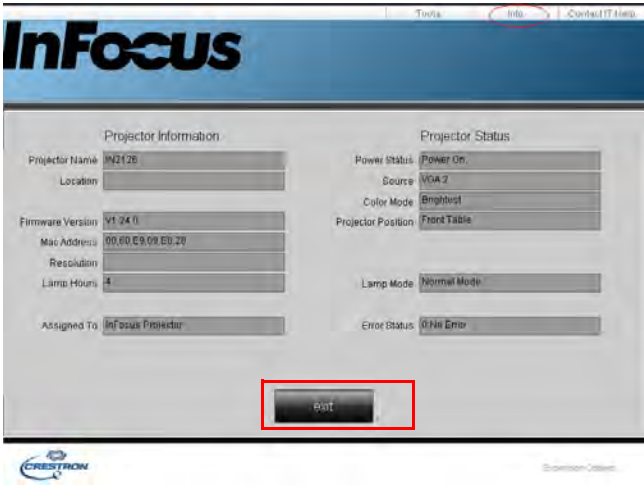 Tools Info Contact IT Help
InFocus
Projector Information Projector Status
Projector Name IN2126 Power Status Power On.
Location Source VGA 2
Color Mode Brightest
Firmware Version V1.24.0 Projector Position Front Table
Mac Address 00,60,E9,09,E0,28
Resolution
Lamp Hours 4 Lamp Mode Normal Mode
Assigned To InFocus Projector Error Status 0:No Error
exit
CRESTRON